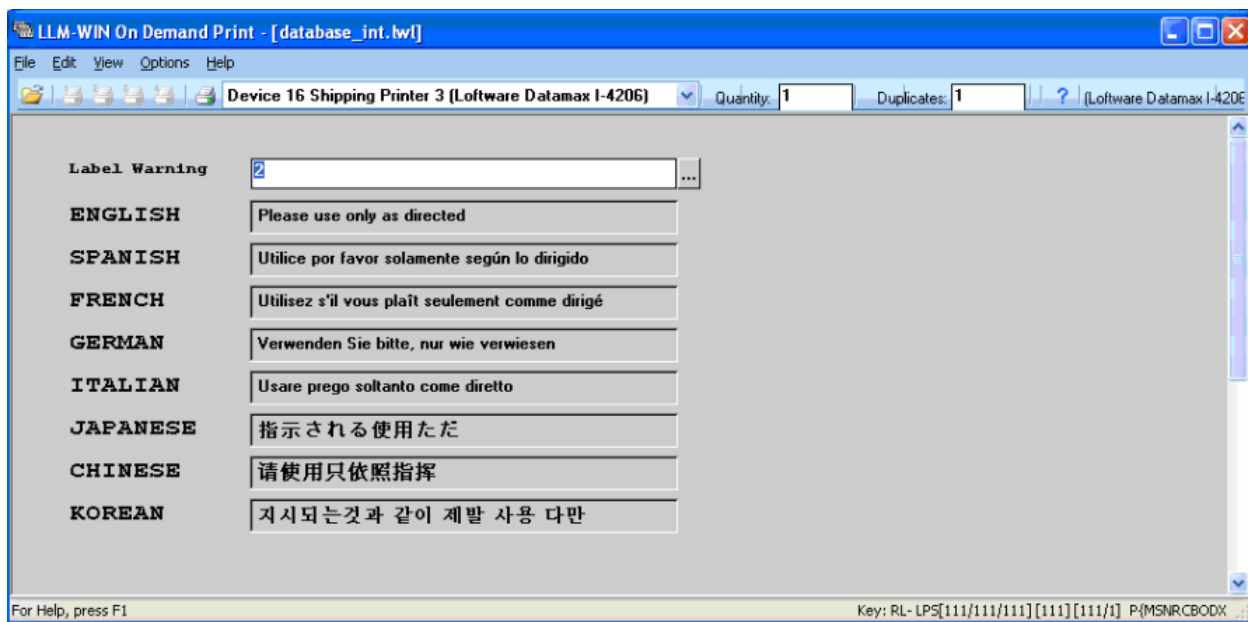 LLM-WIN On Demand Print - [database_int.lwl]
File Edit View Options Help
Device 16 Shipping Printer 3 (Loftware Datamax I-4206) Quantity: 1 Duplicates: 1 ? (Loftware Datamax I-4206
Label Warning 2 ...
ENGLISH Please use only as directed
SPANISH Utilice por favor solamente según lo dirigido
FRENCH Utilisez s'il vous plaît seulement comme dirigé
GERMAN Verwenden Sie bitte, nur wie verwiesen
ITALIAN Usare prego soltanto come diretto
JAPANESE 指示される使用ただ
CHINESE 请使用只依照指挥
KOREAN 지시되는것과 같이 제발 사용 다만
For Help, press F1 Key: RL- LPS[111/111/111] [111] [111/1] P{MSNRCBODX